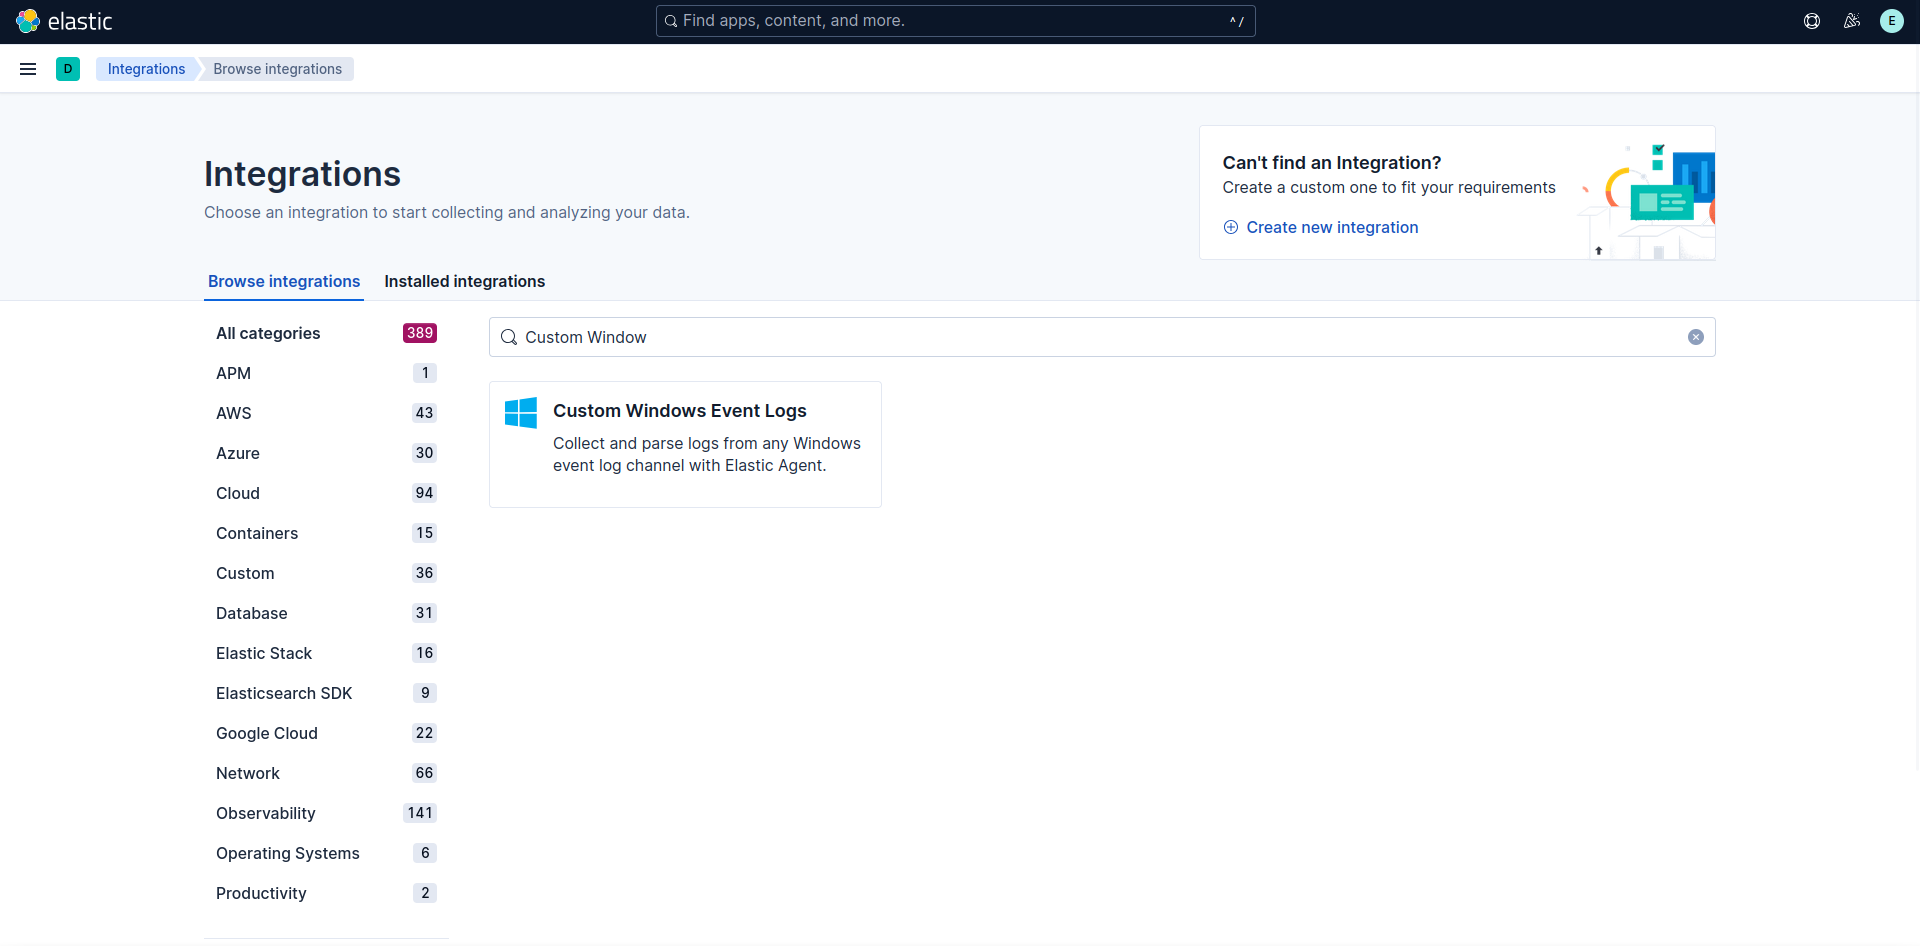 elastic
Find apps, content, and more.
^ /
E
D
Integrations
Browse integrations
Integrations
Choose an integration to start collecting and analyzing your data.
Can't find an Integration?
Create a custom one to fit your requirements
Create new integration
Browse integrations
Installed integrations
All categories 389
APM 1
AWS 43
Azure 30
Cloud 94
Containers 15
Custom 36
Database 31
Elastic Stack 16
Elasticsearch SDK 9
Google Cloud 22
Network 66
Observability 141
Operating Systems 6
Productivity 2
Custom Window
Custom Windows Event Logs
Collect and parse logs from any Windows
event log channel with Elastic Agent.